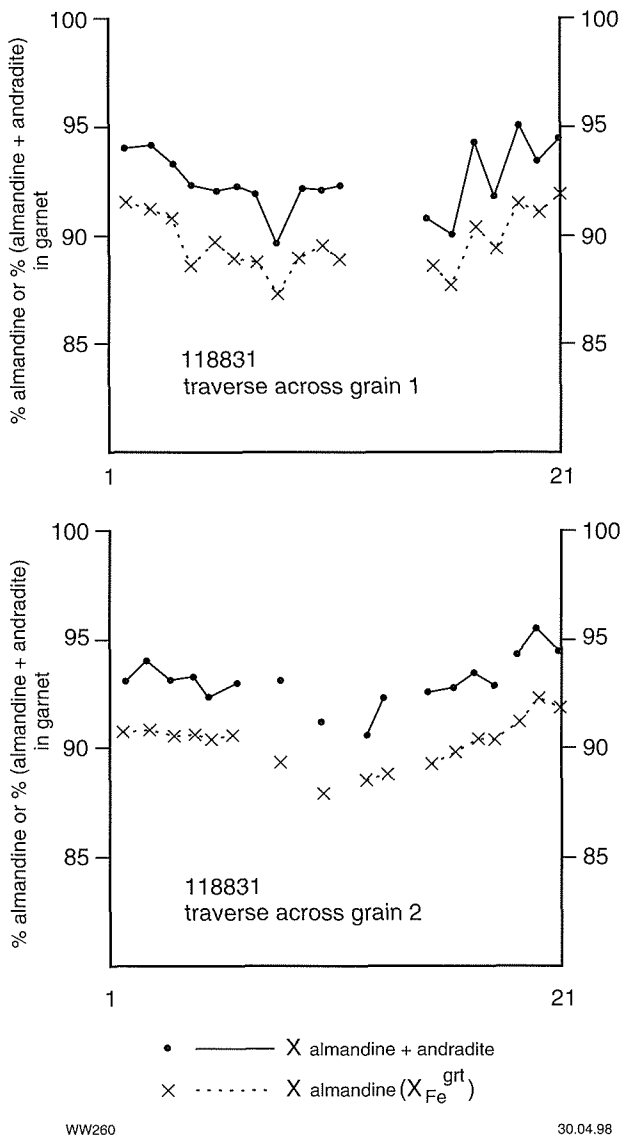 100
100
95
95
90
90
85
85
% almandine or % (almandine + andradite)
in garnet
118831
traverse across grain 1
1
21
100
100
95
95
90
90
85
85
% almandine or % (almandine + andradite)
in garnet
118831
traverse across grain 2
1
21
X almandine + andradite
X almandine (X Fe grt)
WW260
30.04.98